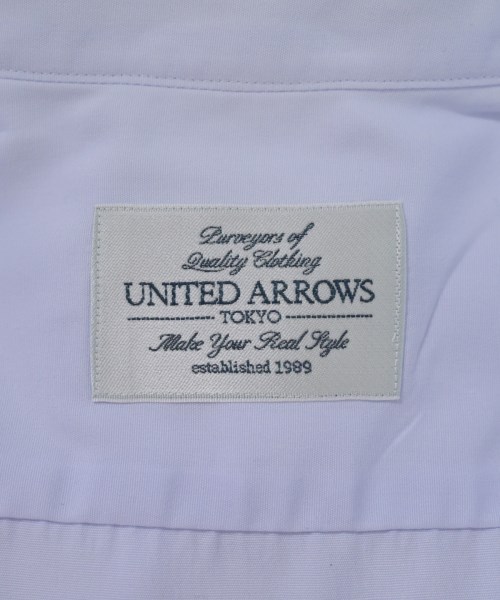 Purveyors of
Quality Clothing
UNITED ARROWS
TOKYO
Make Your Real Style
established 1989